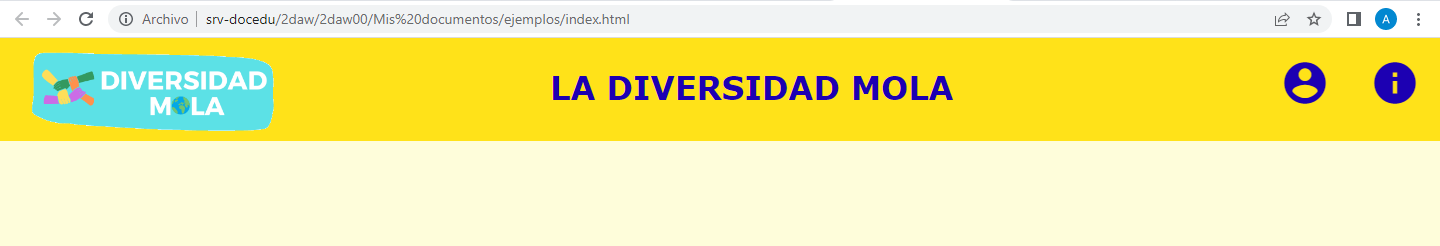 Archivo | srv-docedu/2daw/2daw00/Mis%20documentos/ejemplos/index.html
A
DIVERSIDAD
MOLA
LA DIVERSIDAD MOLA
i